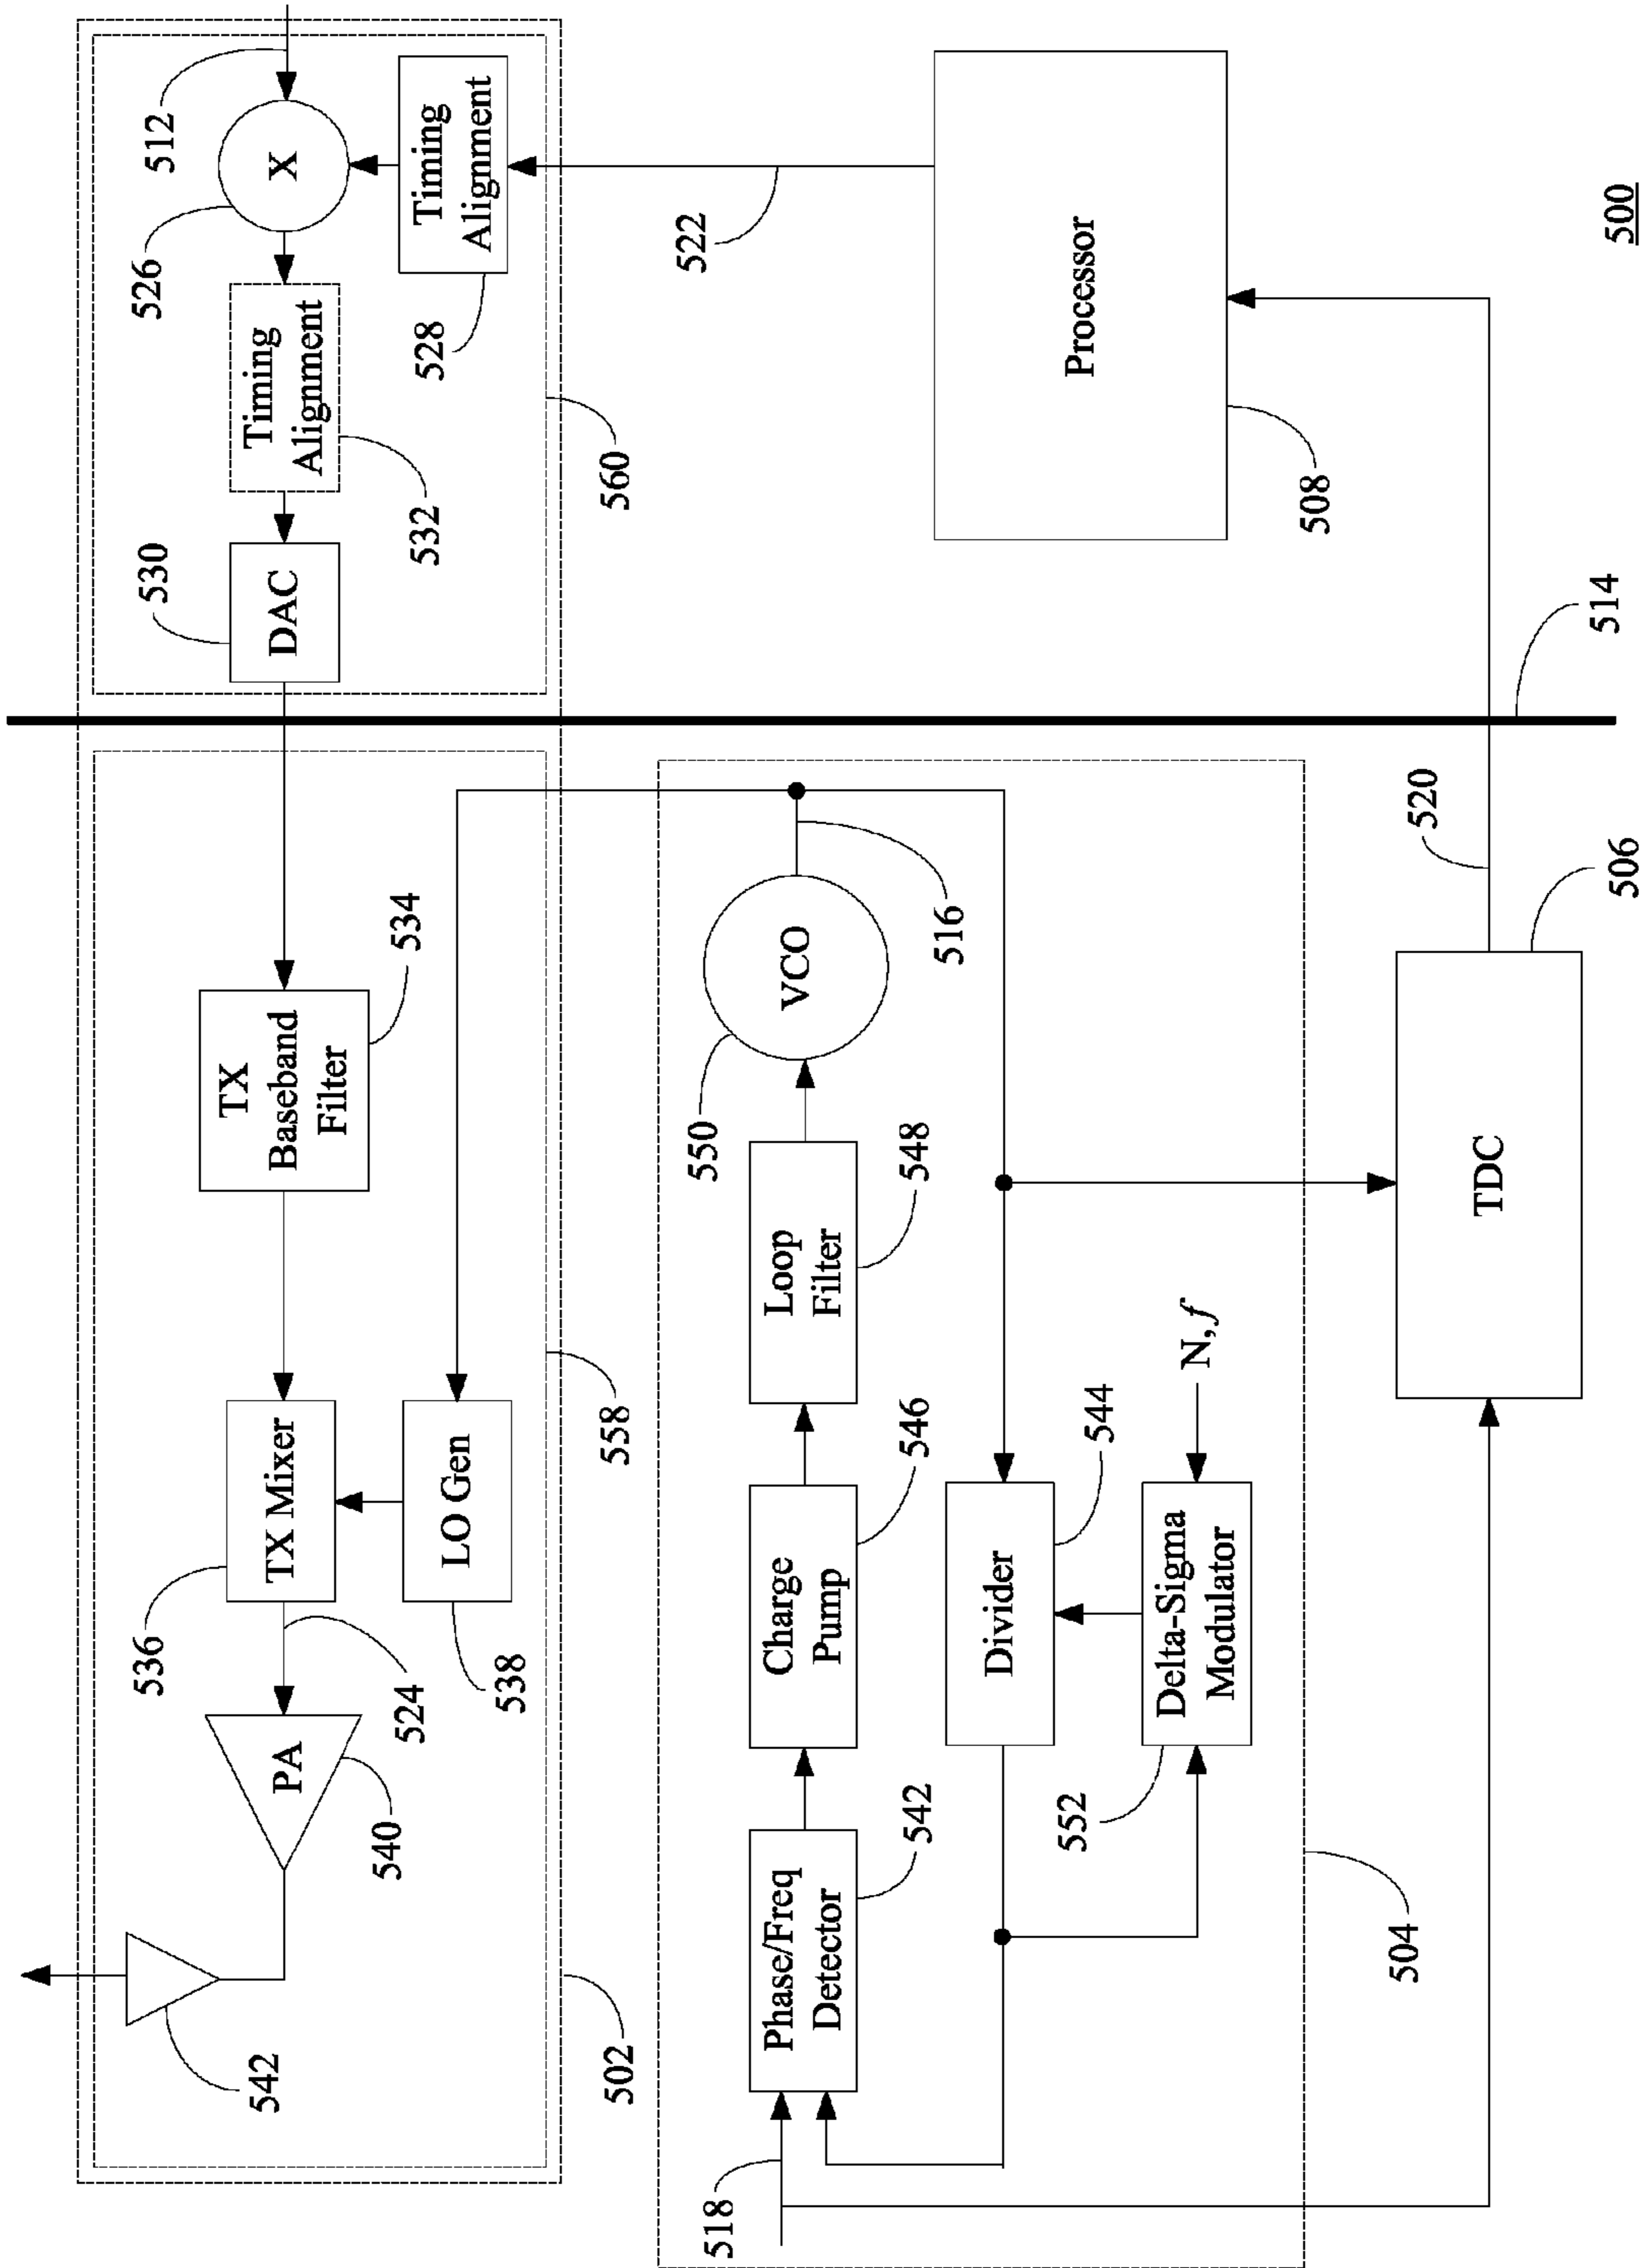 512
X
526
Timing
Alignment
528
Timing
Alignment
532
DAC
530
560
522
Processor
508
514
500
TX
Baseband
Filter
534
TX Mixer
536
524
LO Gen
538
PA
540
542
558
502
VCO
550
516
Loop
Filter
548
Charge
Pump
546
Phase/Freq
Detector
542
518
Divider
544
Delta-Sigma
Modulator
552
N, f
504
TDC
506
520